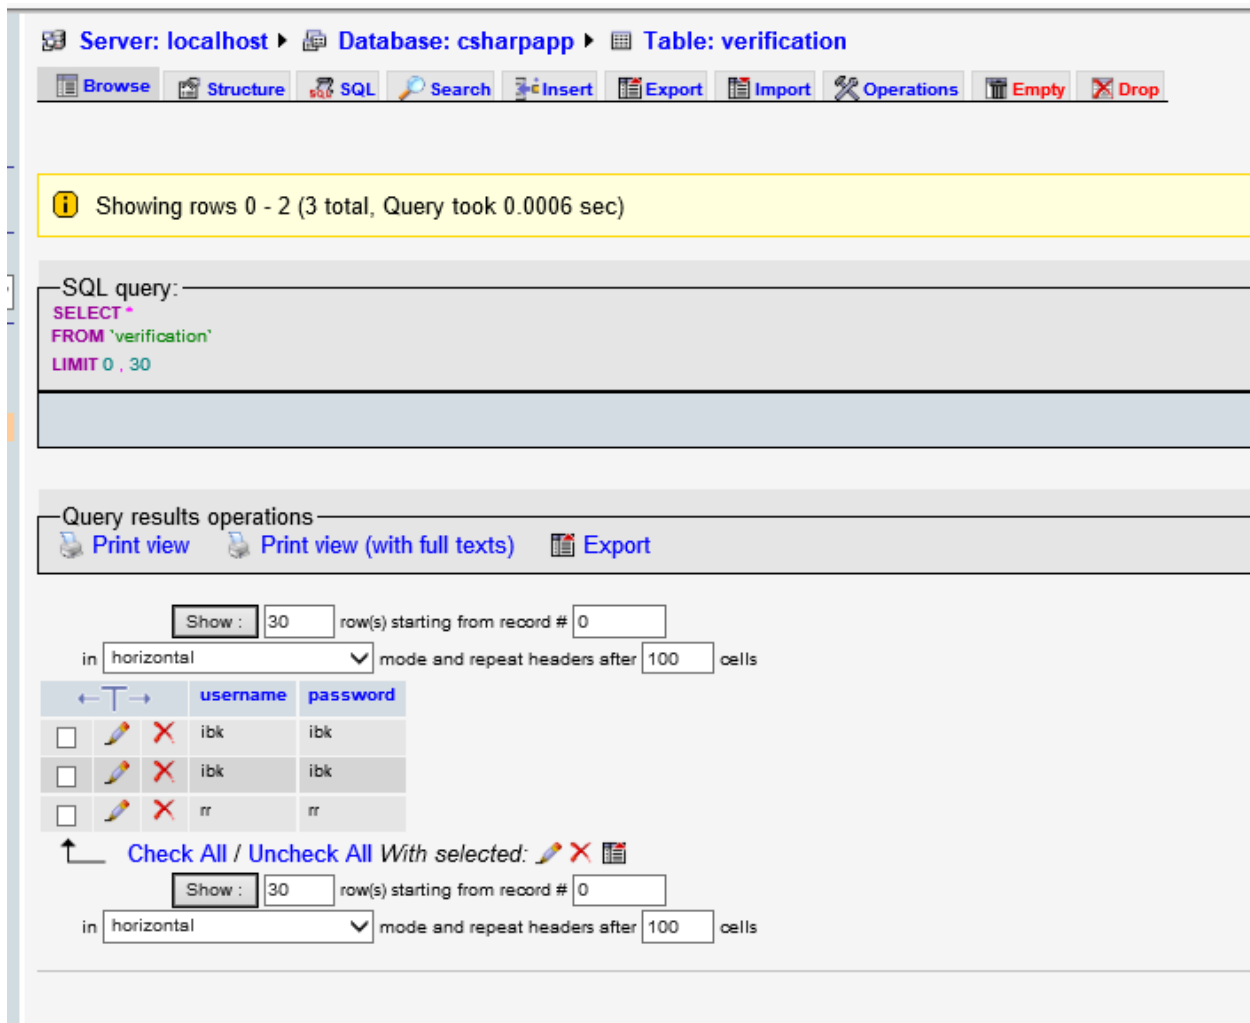 Server: localhost Database: csharpapp Table: verification
Browse Structure SQL Search Insert Export Import Operations Empty Drop
Showing rows 0 - 2 (3 total, Query took 0.0006 sec)
SQL query:
SELECT *
FROM `verification`
LIMIT 0 , 30
Query results operations
Print view Print view (with full texts) Export
Show : 30 row(s) starting from record # 0
in horizontal mode and repeat headers after 100 cells
username password
ibk ibk
ibk ibk
rr rr
Check All / Uncheck All With selected:
Show : 30 row(s) starting from record # 0
in horizontal mode and repeat headers after 100 cells